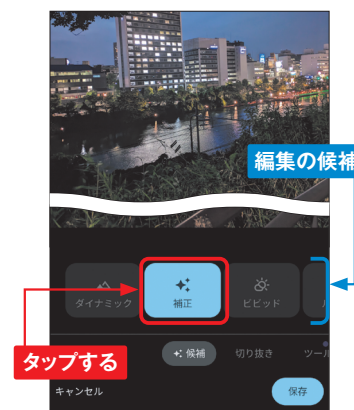 編集の候補
ダイナミック
補正
ビビッド
タップする
候補
切り抜き
ツール
キャンセル
保存